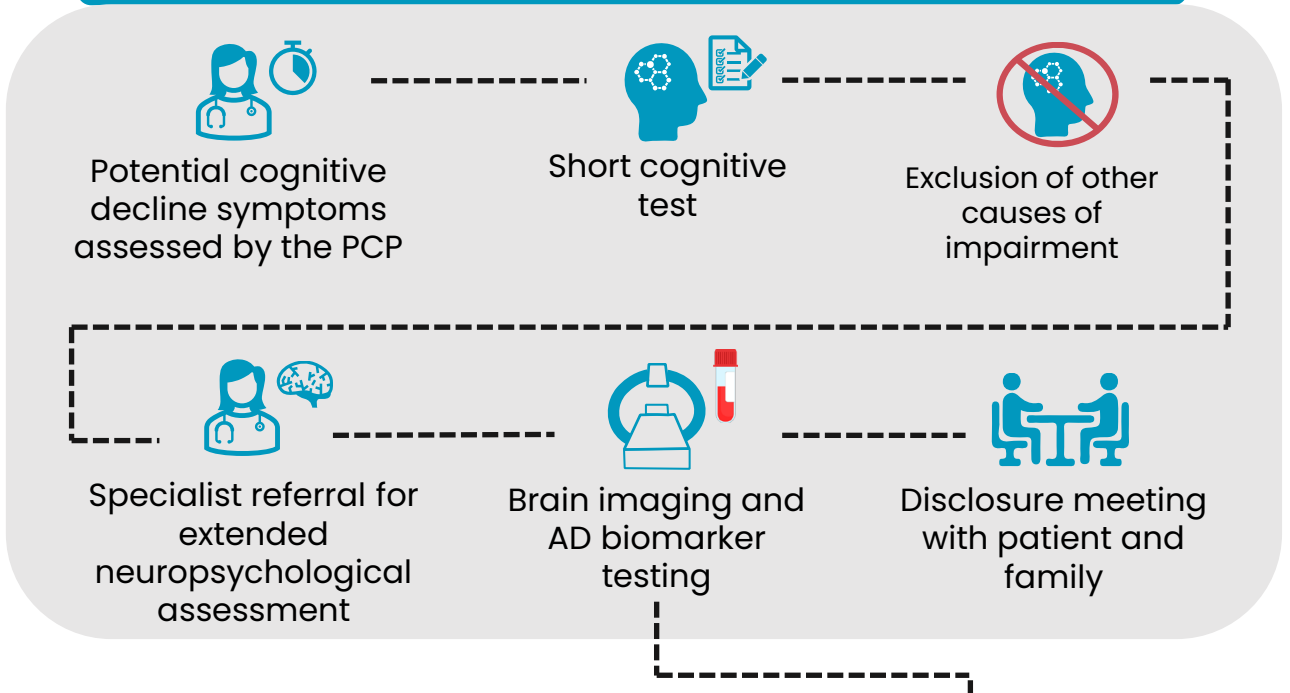 Potential cognitive
decline symptoms
assessed by the PCP
Short cognitive
test
Exclusion of other
causes of
impairment
Specialist referral for
extended
neuropsychological
assessment
Brain imaging and
AD biomarker
testing
Disclosure meeting
with patient and
family